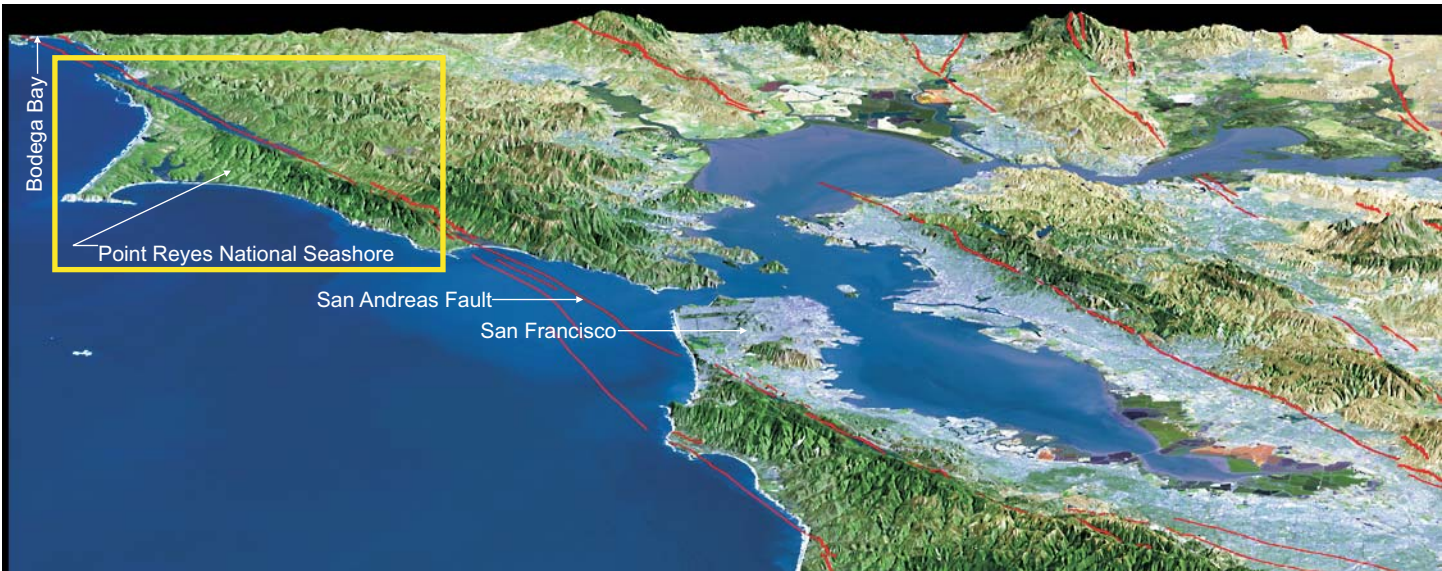 Bodega Bay
Point Reyes National Seashore
San Andreas Fault
San Francisco